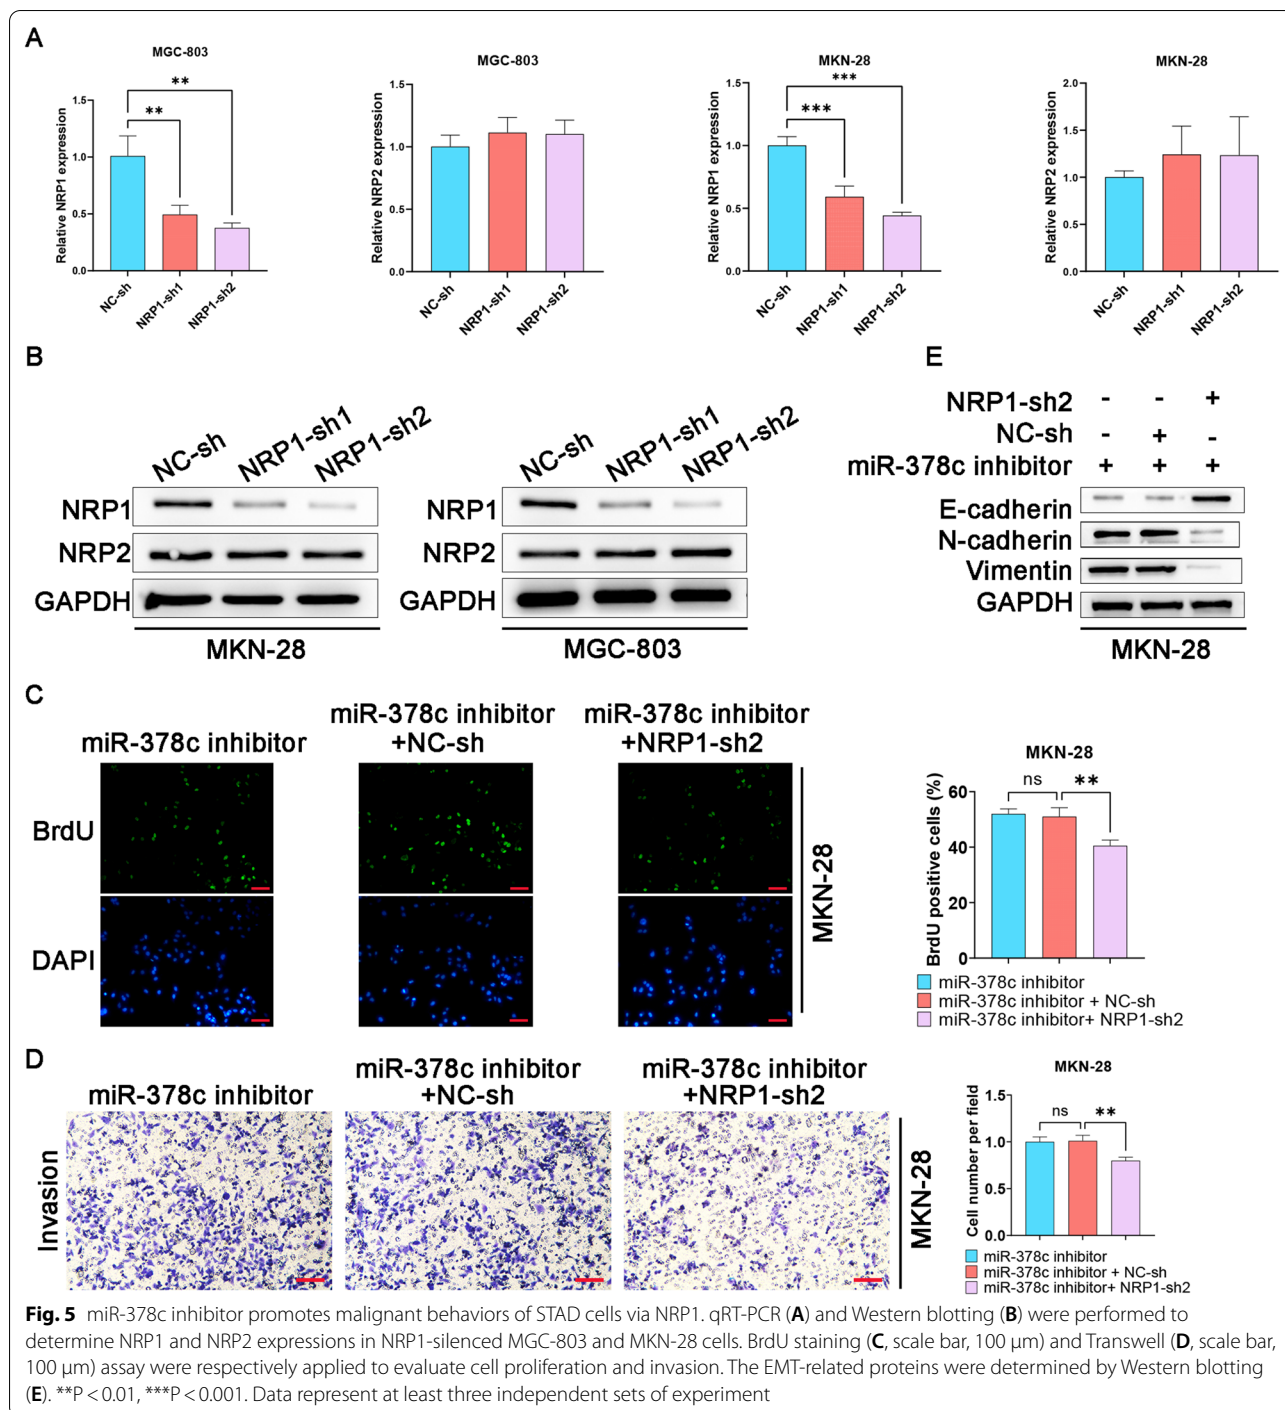 A
MGC-803
Relative NRP1 expression
1.5
1.0
0.5
0.0
**
**
NC-sh
NRP1-sh1
NRP1-sh2
MGC-803
Relative NRP2 expression
1.5
1.0
0.5
0.0
NC-sh
NRP1-sh1
NRP1-sh2
MKN-28
Relative NRP1 expression
1.5
1.0
0.5
0.0
***
***
NC-sh
NRP1-sh1
NRP1-sh2
MKN-28
Relative NRP2 expression
2.0
1.5
1.0
0.5
0.0
NC-sh
NRP1-sh1
NRP1-sh2
B
NC-sh
NRP1-sh1
NRP1-sh2
NRP1
NRP2
GAPDH
MKN-28
NC-sh
NRP1-sh1
NRP1-sh2
NRP1
NRP2
GAPDH
MGC-803
E
NRP1-sh2 - - +
NC-sh - + -
miR-378c inhibitor + + +
E-cadherin
N-cadherin
Vimentin
GAPDH
MKN-28
C
miR-378c inhibitor
miR-378c inhibitor
+NC-sh
miR-378c inhibitor
+NRP1-sh2
BrdU
DAPI
MKN-28
MKN-28
BrdU positive cells (%)
60
40
20
0
ns
**
miR-378c inhibitor
miR-378c inhibitor + NC-sh
miR-378c inhibitor+ NRP1-sh2
D
miR-378c inhibitor
miR-378c inhibitor
+NC-sh
miR-378c inhibitor
+NRP1-sh2
Invasion
MKN-28
MKN-28
Cell number per field
1.5
1.0
0.5
0.0
ns
**
miR-378c inhibitor
miR-378c inhibitor + NC-sh
miR-378c inhibitor+ NRP1-sh2
Fig. 5 miR-378c inhibitor promotes malignant behaviors of STAD cells via NRP1. qRT-PCR (A) and Western blotting (B) were performed to
determine NRP1 and NRP2 expressions in NRP1-silenced MGC-803 and MKN-28 cells. BrdU staining (C, scale bar, 100 μm) and Transwell (D, scale bar,
100 μm) assay were respectively applied to evaluate cell proliferation and invasion. The EMT-related proteins were determined by Western blotting
(E). **P < 0.01, ***P < 0.001. Data represent at least three independent sets of experiment